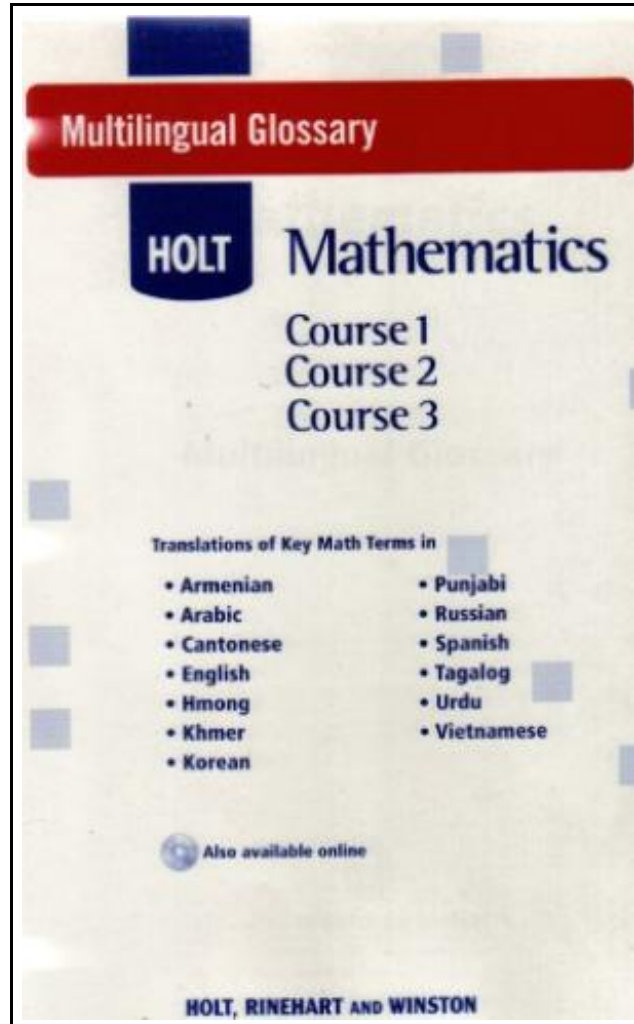 Multilingual Glossary
HOLT Mathematics
Course 1
Course 2
Course 3
Translations of Key Math Terms in
• Armenian
• Arabic
• Cantonese
• English
• Hmong
• Khmer
• Korean
• Punjabi
• Russian
• Spanish
• Tagalog
• Urdu
• Vietnamese
Also available online
HOLT, RINEHART AND WINSTON